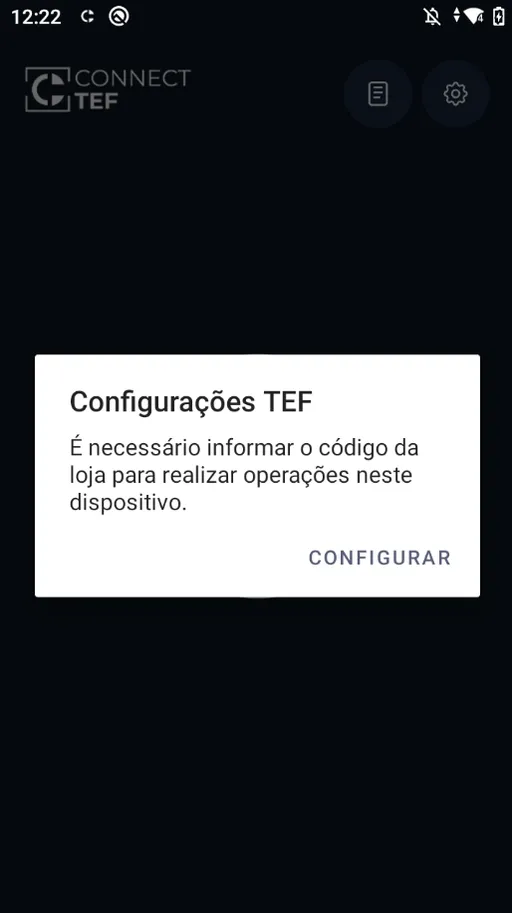 12:22
CONNECT
TEF
Configurações TEF
É necessário informar o código da
loja para realizar operações neste
dispositivo.
CONFIGURAR